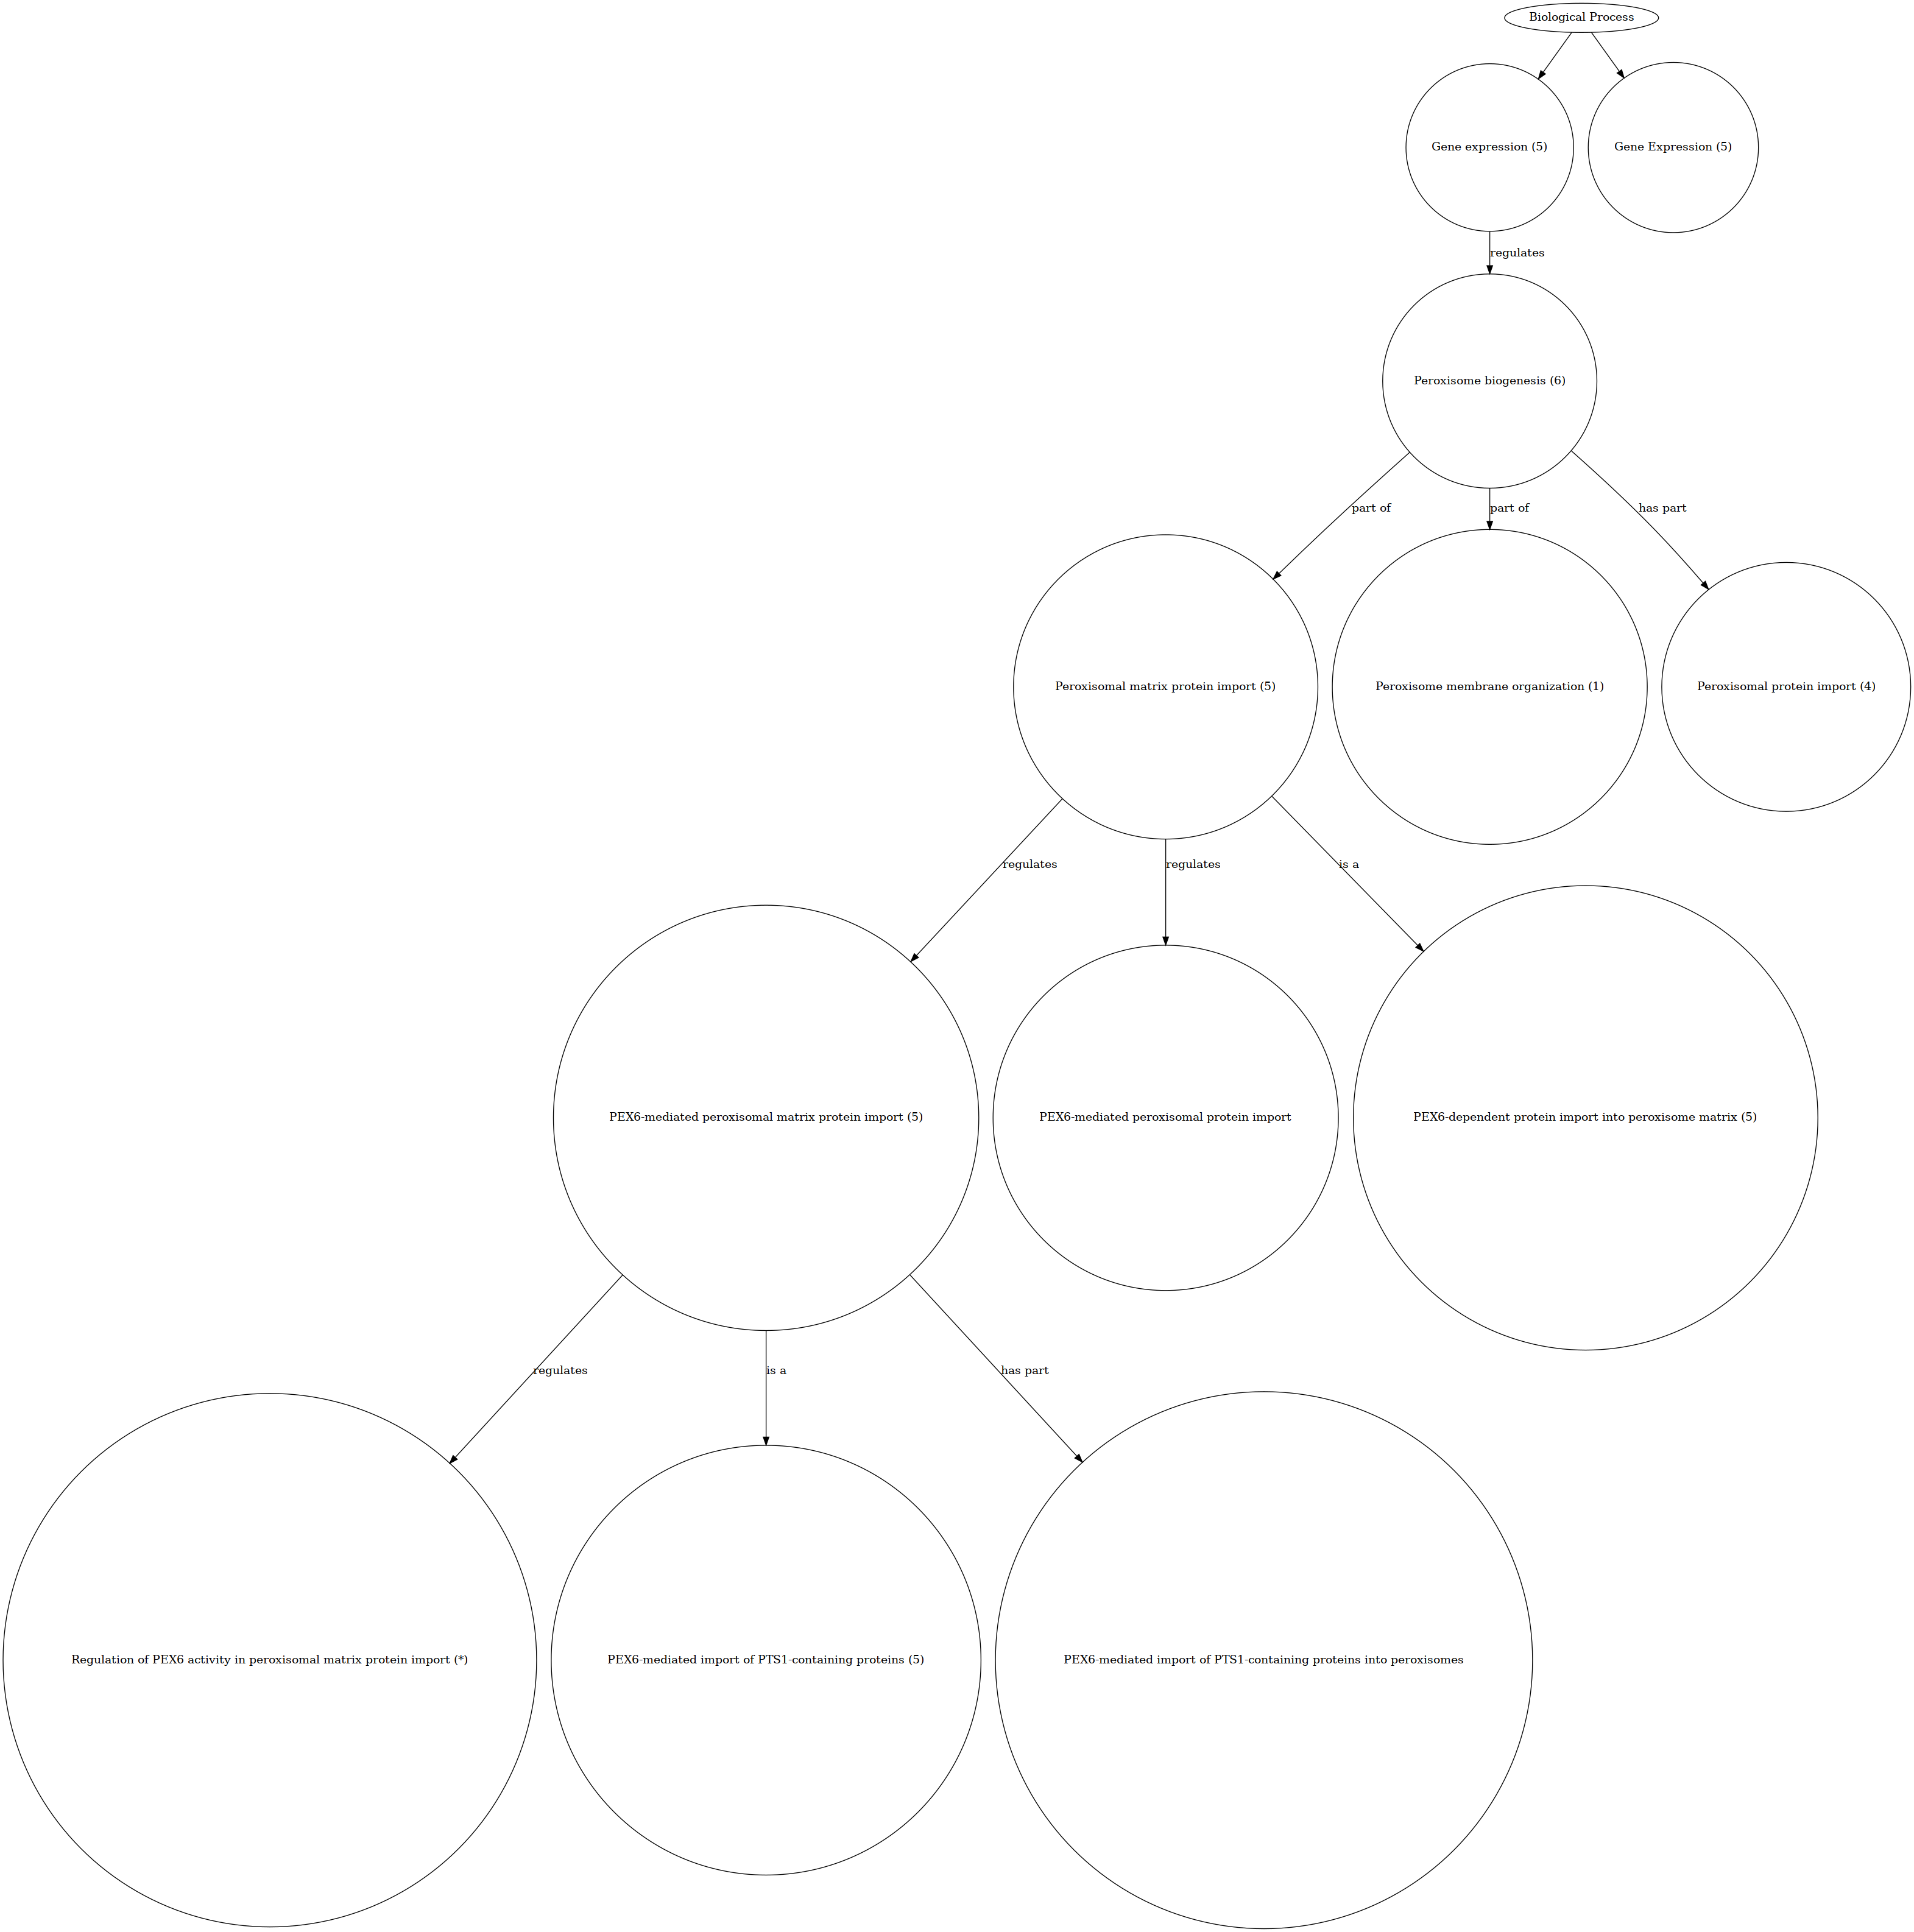 Biological Process
Gene expression (5)
Gene Expression (5)
regulates
Peroxisome biogenesis (6)
part of
part of
has part
Peroxisomal matrix protein import (5)
Peroxisome membrane organization (1)
Peroxisomal protein import (4)
regulates
regulates
is a
PEX6-mediated peroxisomal matrix protein import (5)
PEX6-mediated peroxisomal protein import
PEX6-dependent protein import into peroxisome matrix (5)
regulates
is a
has part
Regulation of PEX6 activity in peroxisomal matrix protein import (*)
PEX6-mediated import of PTS1-containing proteins (5)
PEX6-mediated import of PTS1-containing proteins into peroxisomes